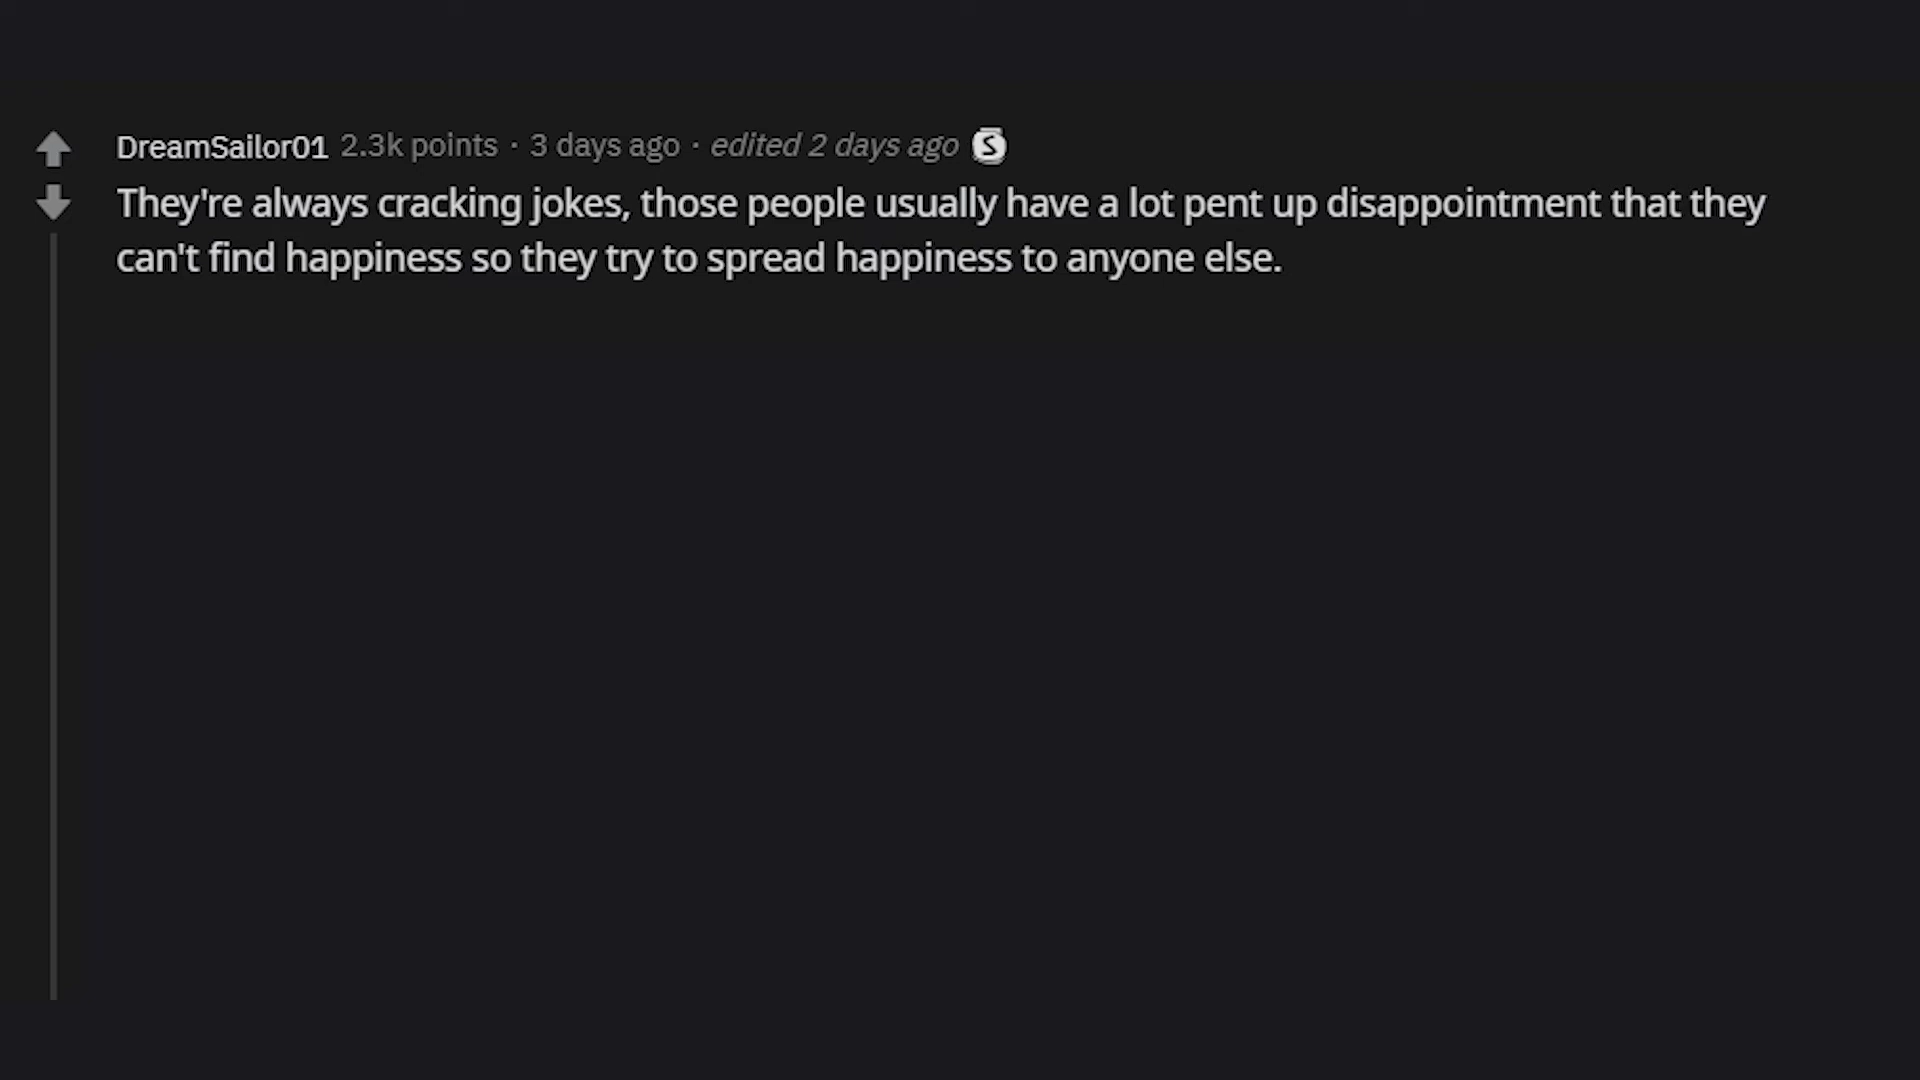 DreamSailor01 2.3k points · 3 days ago · edited 2 days ago S
They're always cracking jokes, those people usually have a lot pent up disappointment that they
can't find happiness so they try to spread happiness to anyone else.